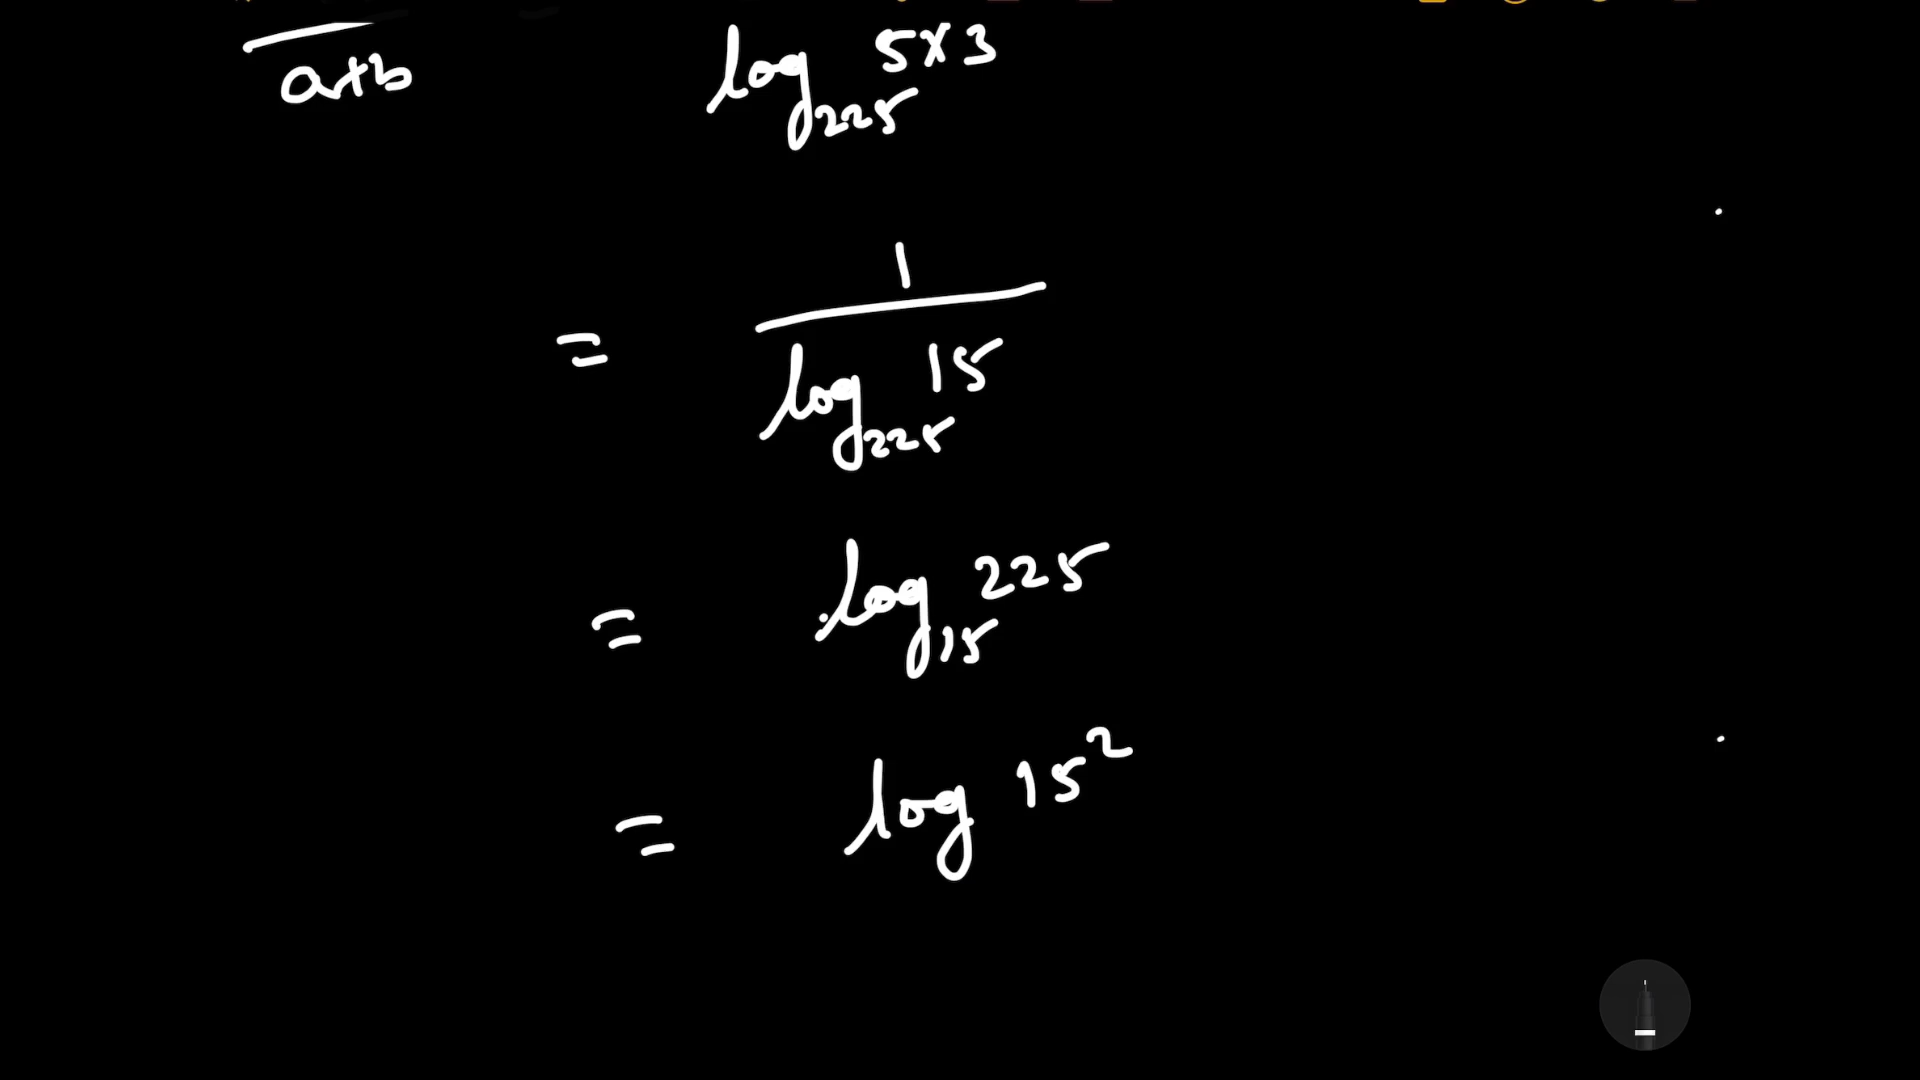 a+b log₂₂₅ 5×3
= 1 / log₂₂₅ 15
= log₁₅ 225
= log 15²